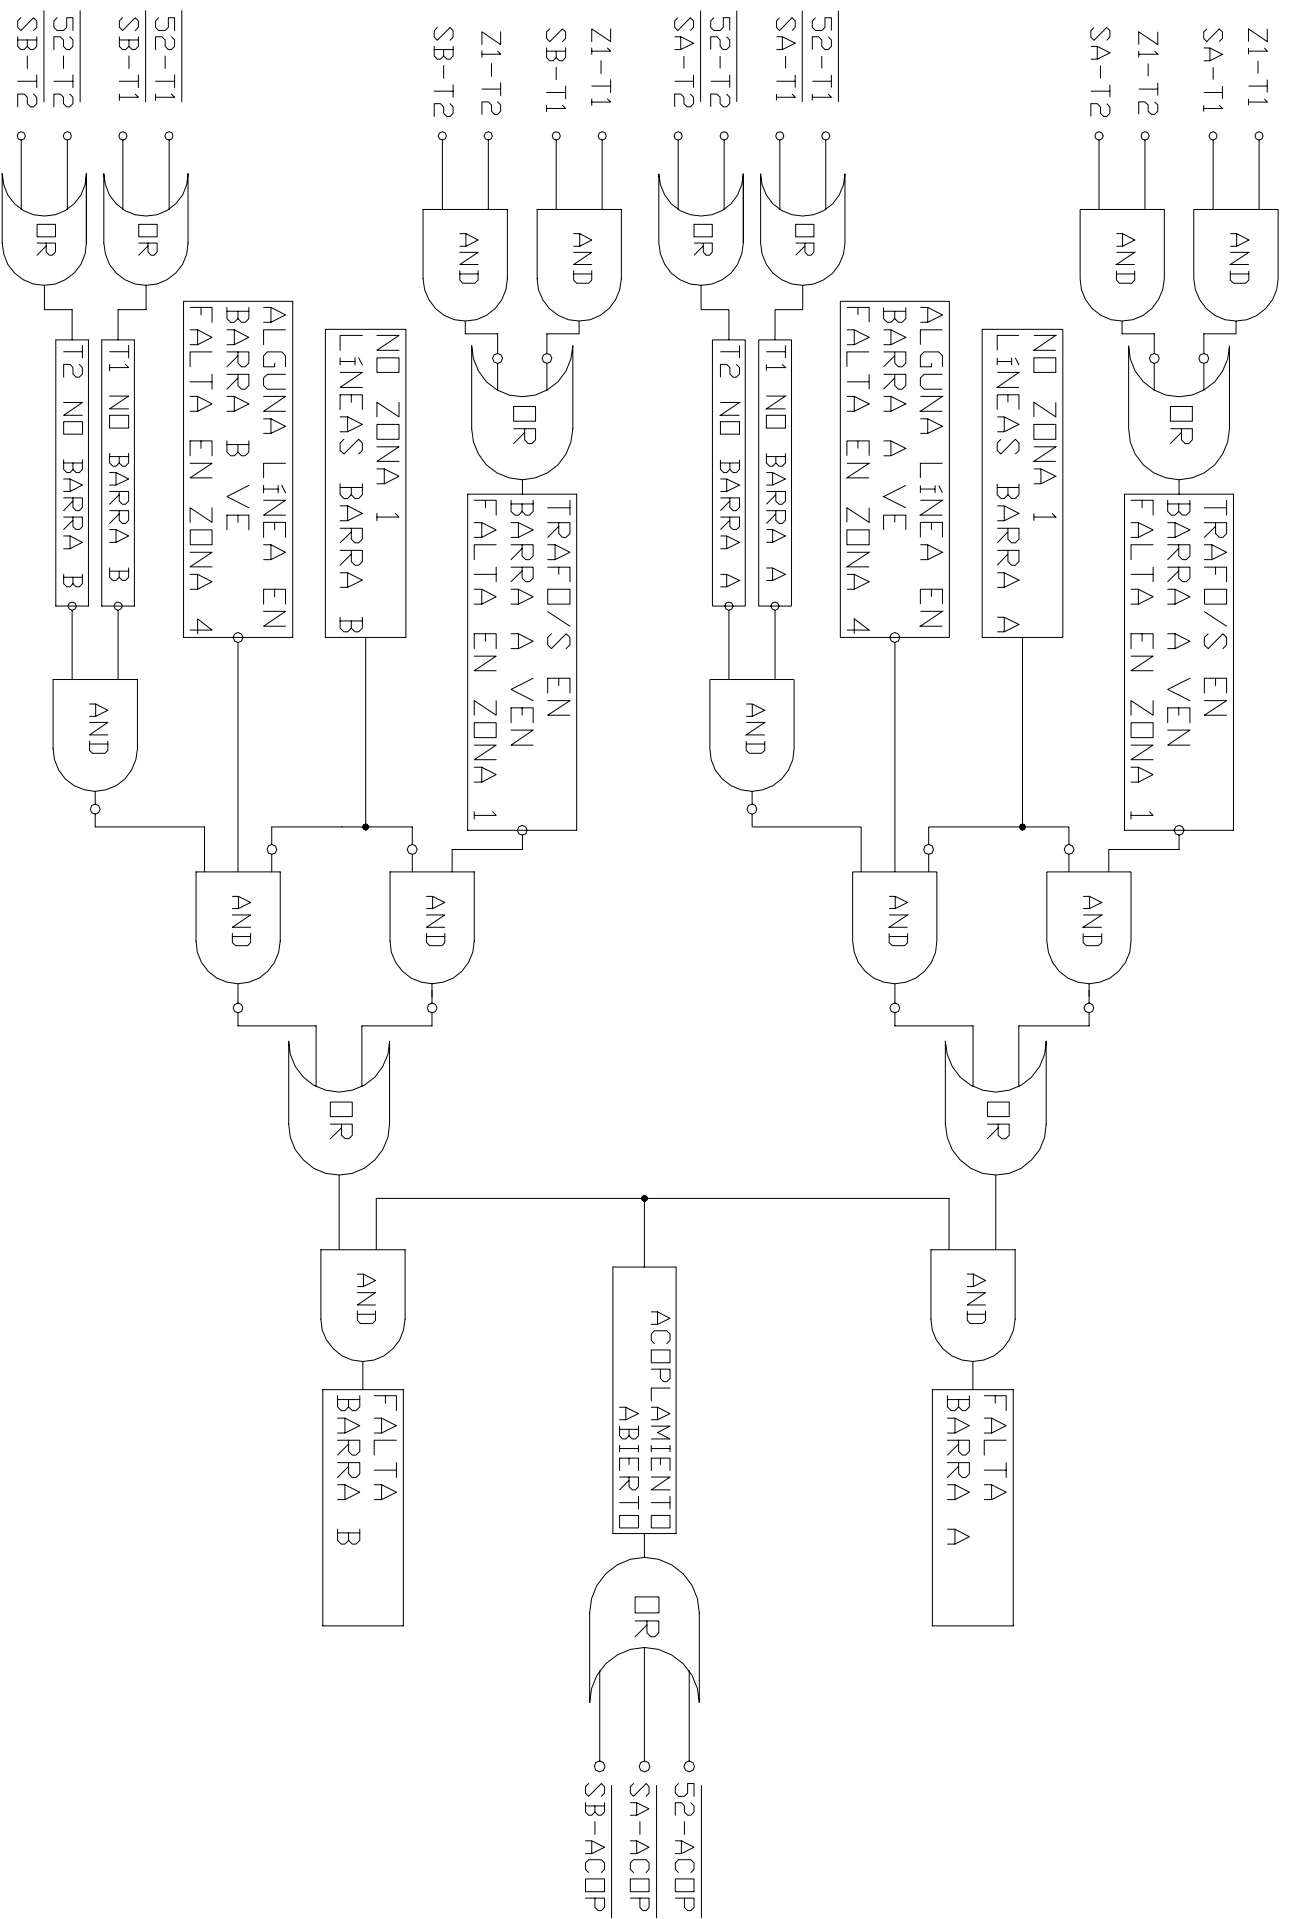 Z1-T1
SA-T1
AND
Z1-T2
SA-T2
AND
OR
TRAFO/S EN
BARRA A VEN
FALTA EN ZONA 1
NO ZONA 1
LÍNEAS BARRA A
AND
ALGUNA LÍNEA EN
BARRA A VE
FALTA EN ZONA 4
52-T1
SA-T1
OR
T1 NO BARRA A
52-T2
SA-T2
OR
T2 NO BARRA A
AND
AND
OR
AND
FALTA
BARRA A
Z1-T1
SB-T1
AND
Z1-T2
SB-T2
AND
OR
TRAFO/S EN
BARRA A VEN
FALTA EN ZONA 1
NO ZONA 1
LÍNEAS BARRA B
AND
ALGUNA LÍNEA EN
BARRA B VE
FALTA EN ZONA 4
52-T1
SB-T1
OR
T1 NO BARRA B
52-T2
SB-T2
OR
T2 NO BARRA B
AND
AND
OR
AND
FALTA
BARRA B
ACOPLAMIENTO
ABIERTO
OR
52-ACOP
SA-ACOP
SB-ACOP